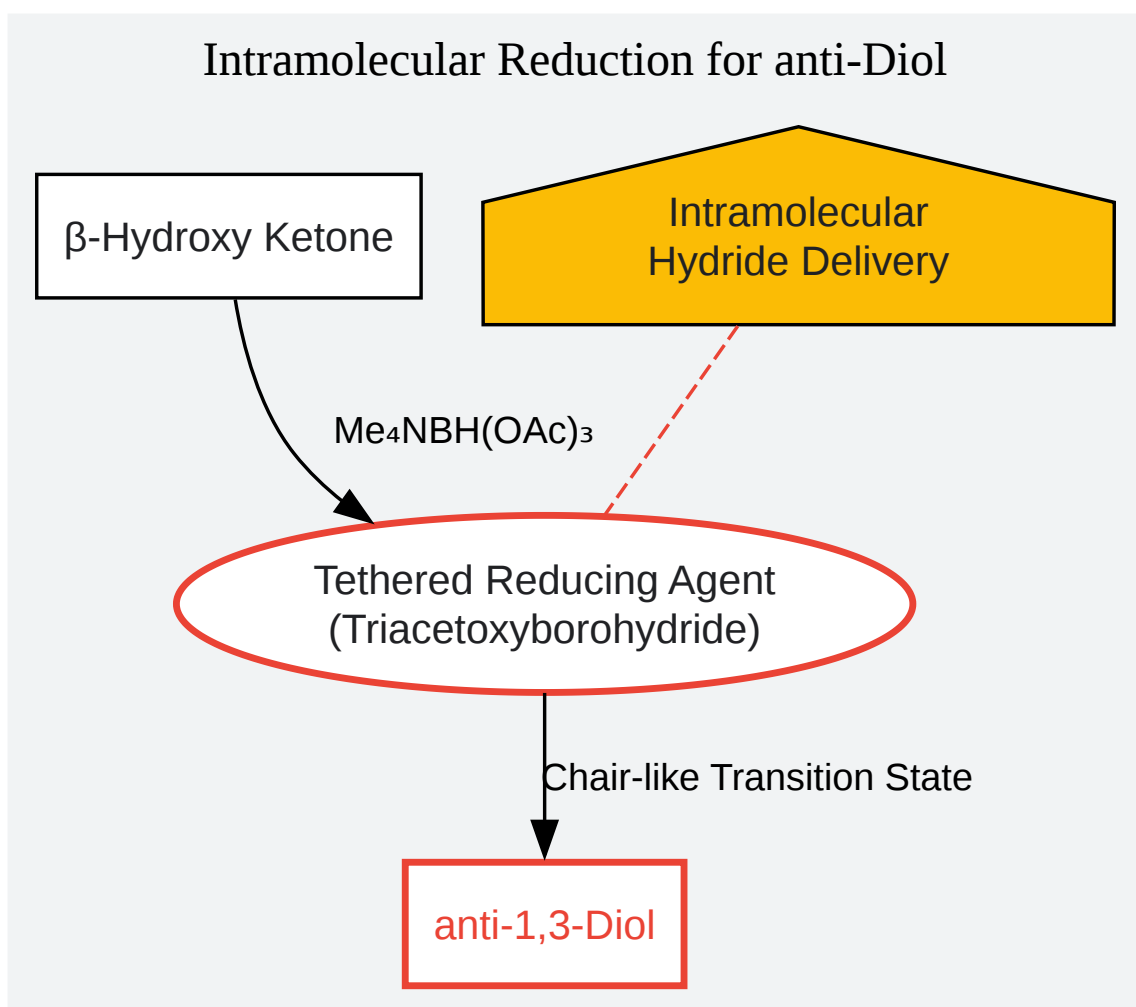 Intramolecular Reduction for anti-Diol
β-Hydroxy Ketone
Intramolecular
Hydride Delivery
Me₄NBH(OAc)₃
Tethered Reducing Agent
(Triacetoxyborohydride)
Chair-like Transition State
anti-1,3-Diol